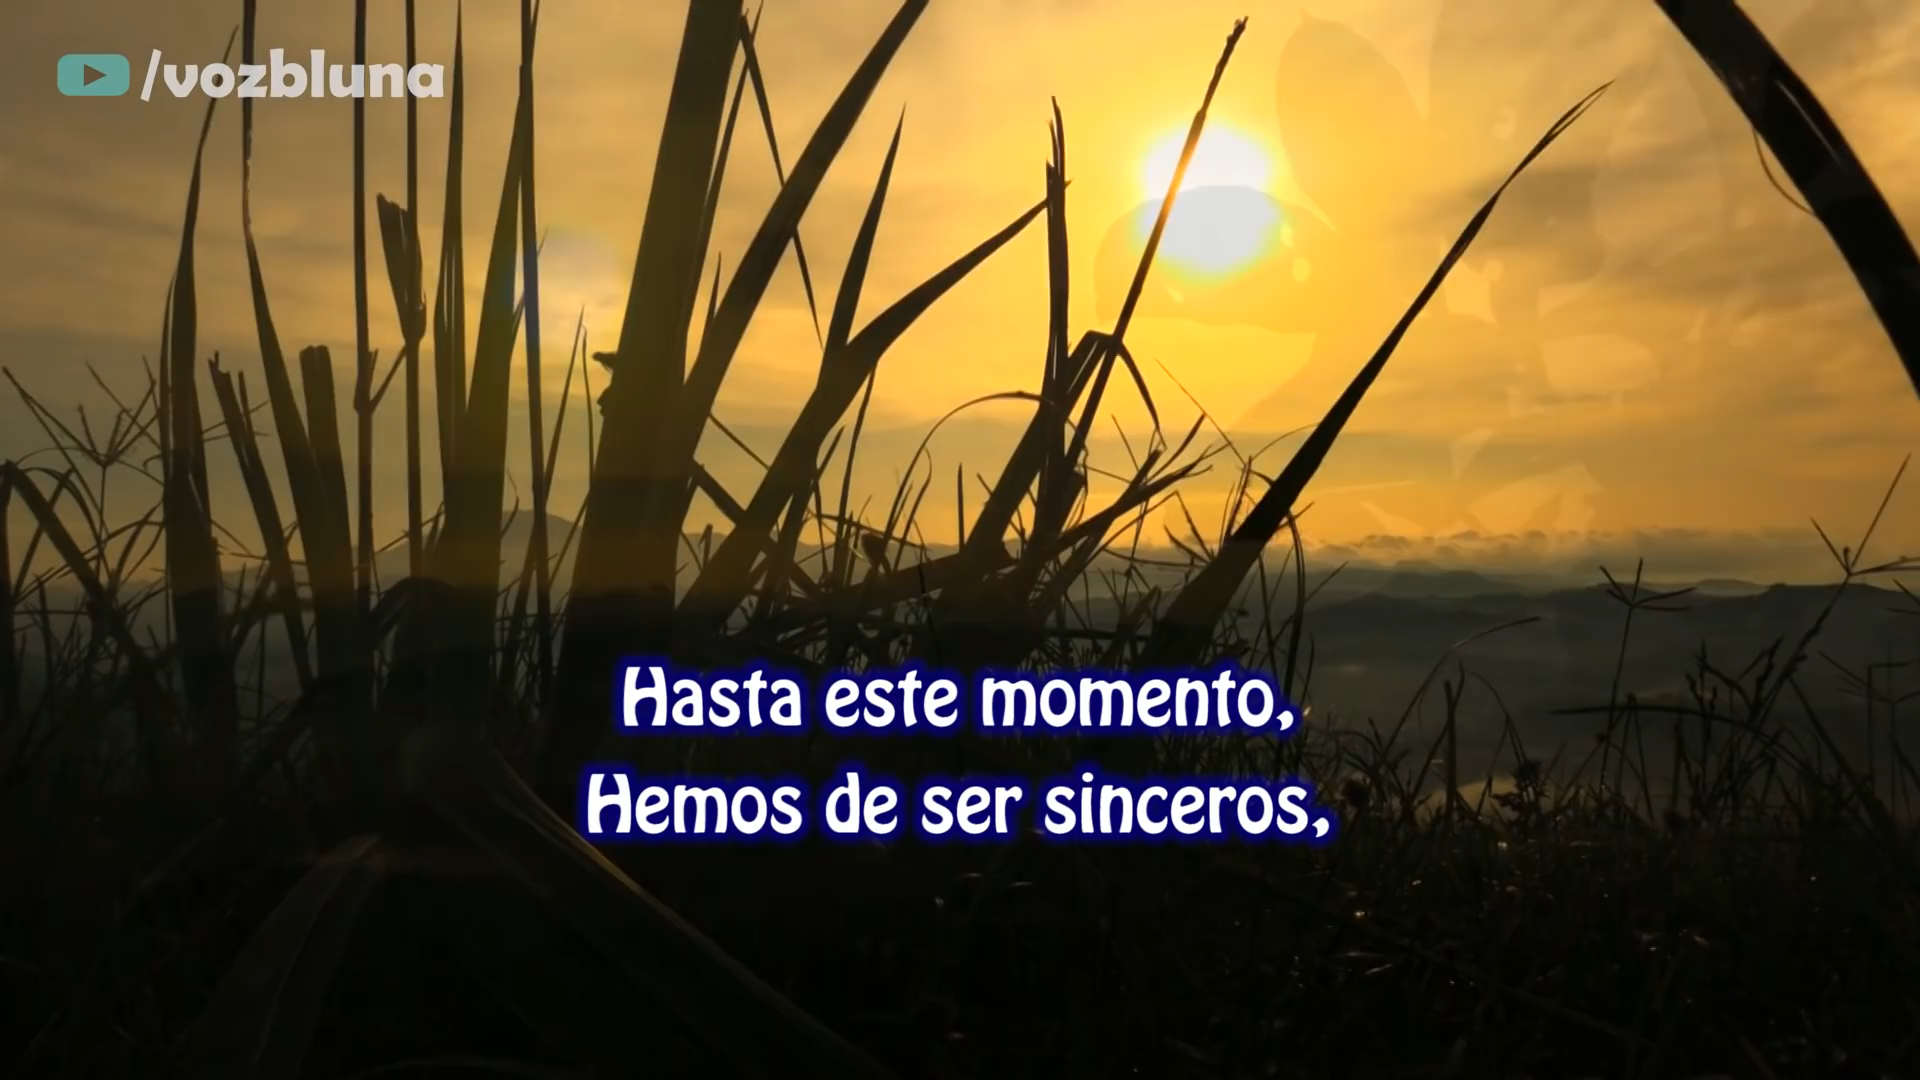 /vozbluna
Hasta este momento,
Hemos de ser sinceros,